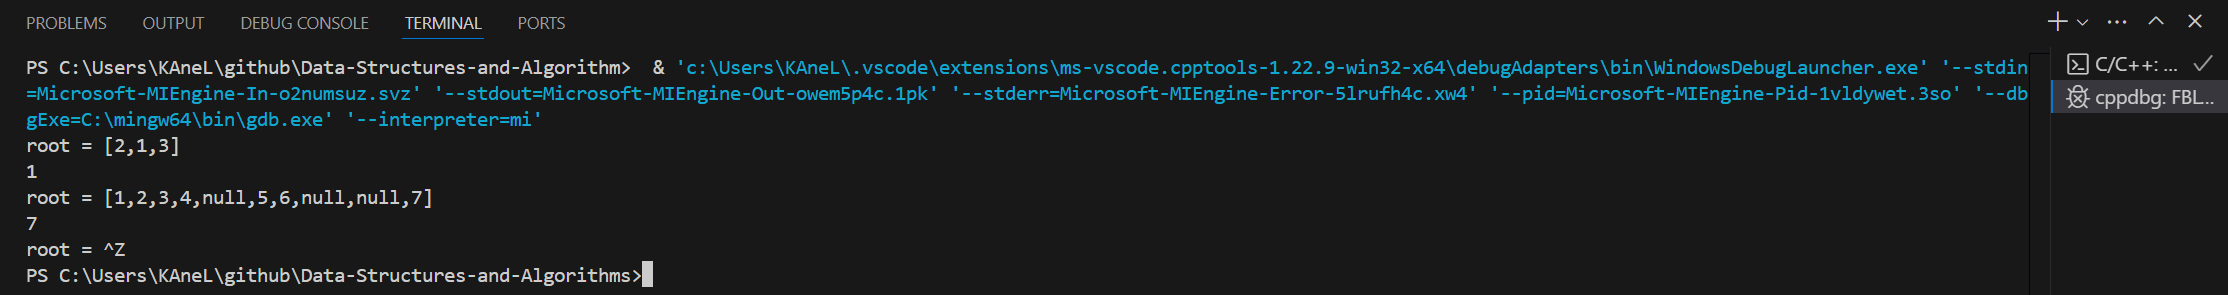 PROBLEMS OUTPUT DEBUG CONSOLE TERMINAL PORTS
PS C:\Users\KAneL\github\Data-Structures-and-Algorithm>  & 'c:\Users\KAneL\.vscode\extensions\ms-vscode.cpptools-1.22.9-win32-x64\debugAdapters\bin\WindowsDebugLauncher.exe' '--stdin
=Microsoft-MIEngine-In-o2numsuz.svz' '--stdout=Microsoft-MIEngine-Out-owem5p4c.1pk' '--stderr=Microsoft-MIEngine-Error-5lrufh4c.xw4' '--pid=Microsoft-MIEngine-Pid-1vldywet.3so' '--db
gExe=C:\mingw64\bin\gdb.exe' '--interpreter=mi'
root = [2,1,3]
1
root = [1,2,3,4,null,5,6,null,null,7]
7
root = ^Z
PS C:\Users\KAneL\github\Data-Structures-and-Algorithms>
C/C++: ...
cppdbg: FBL...